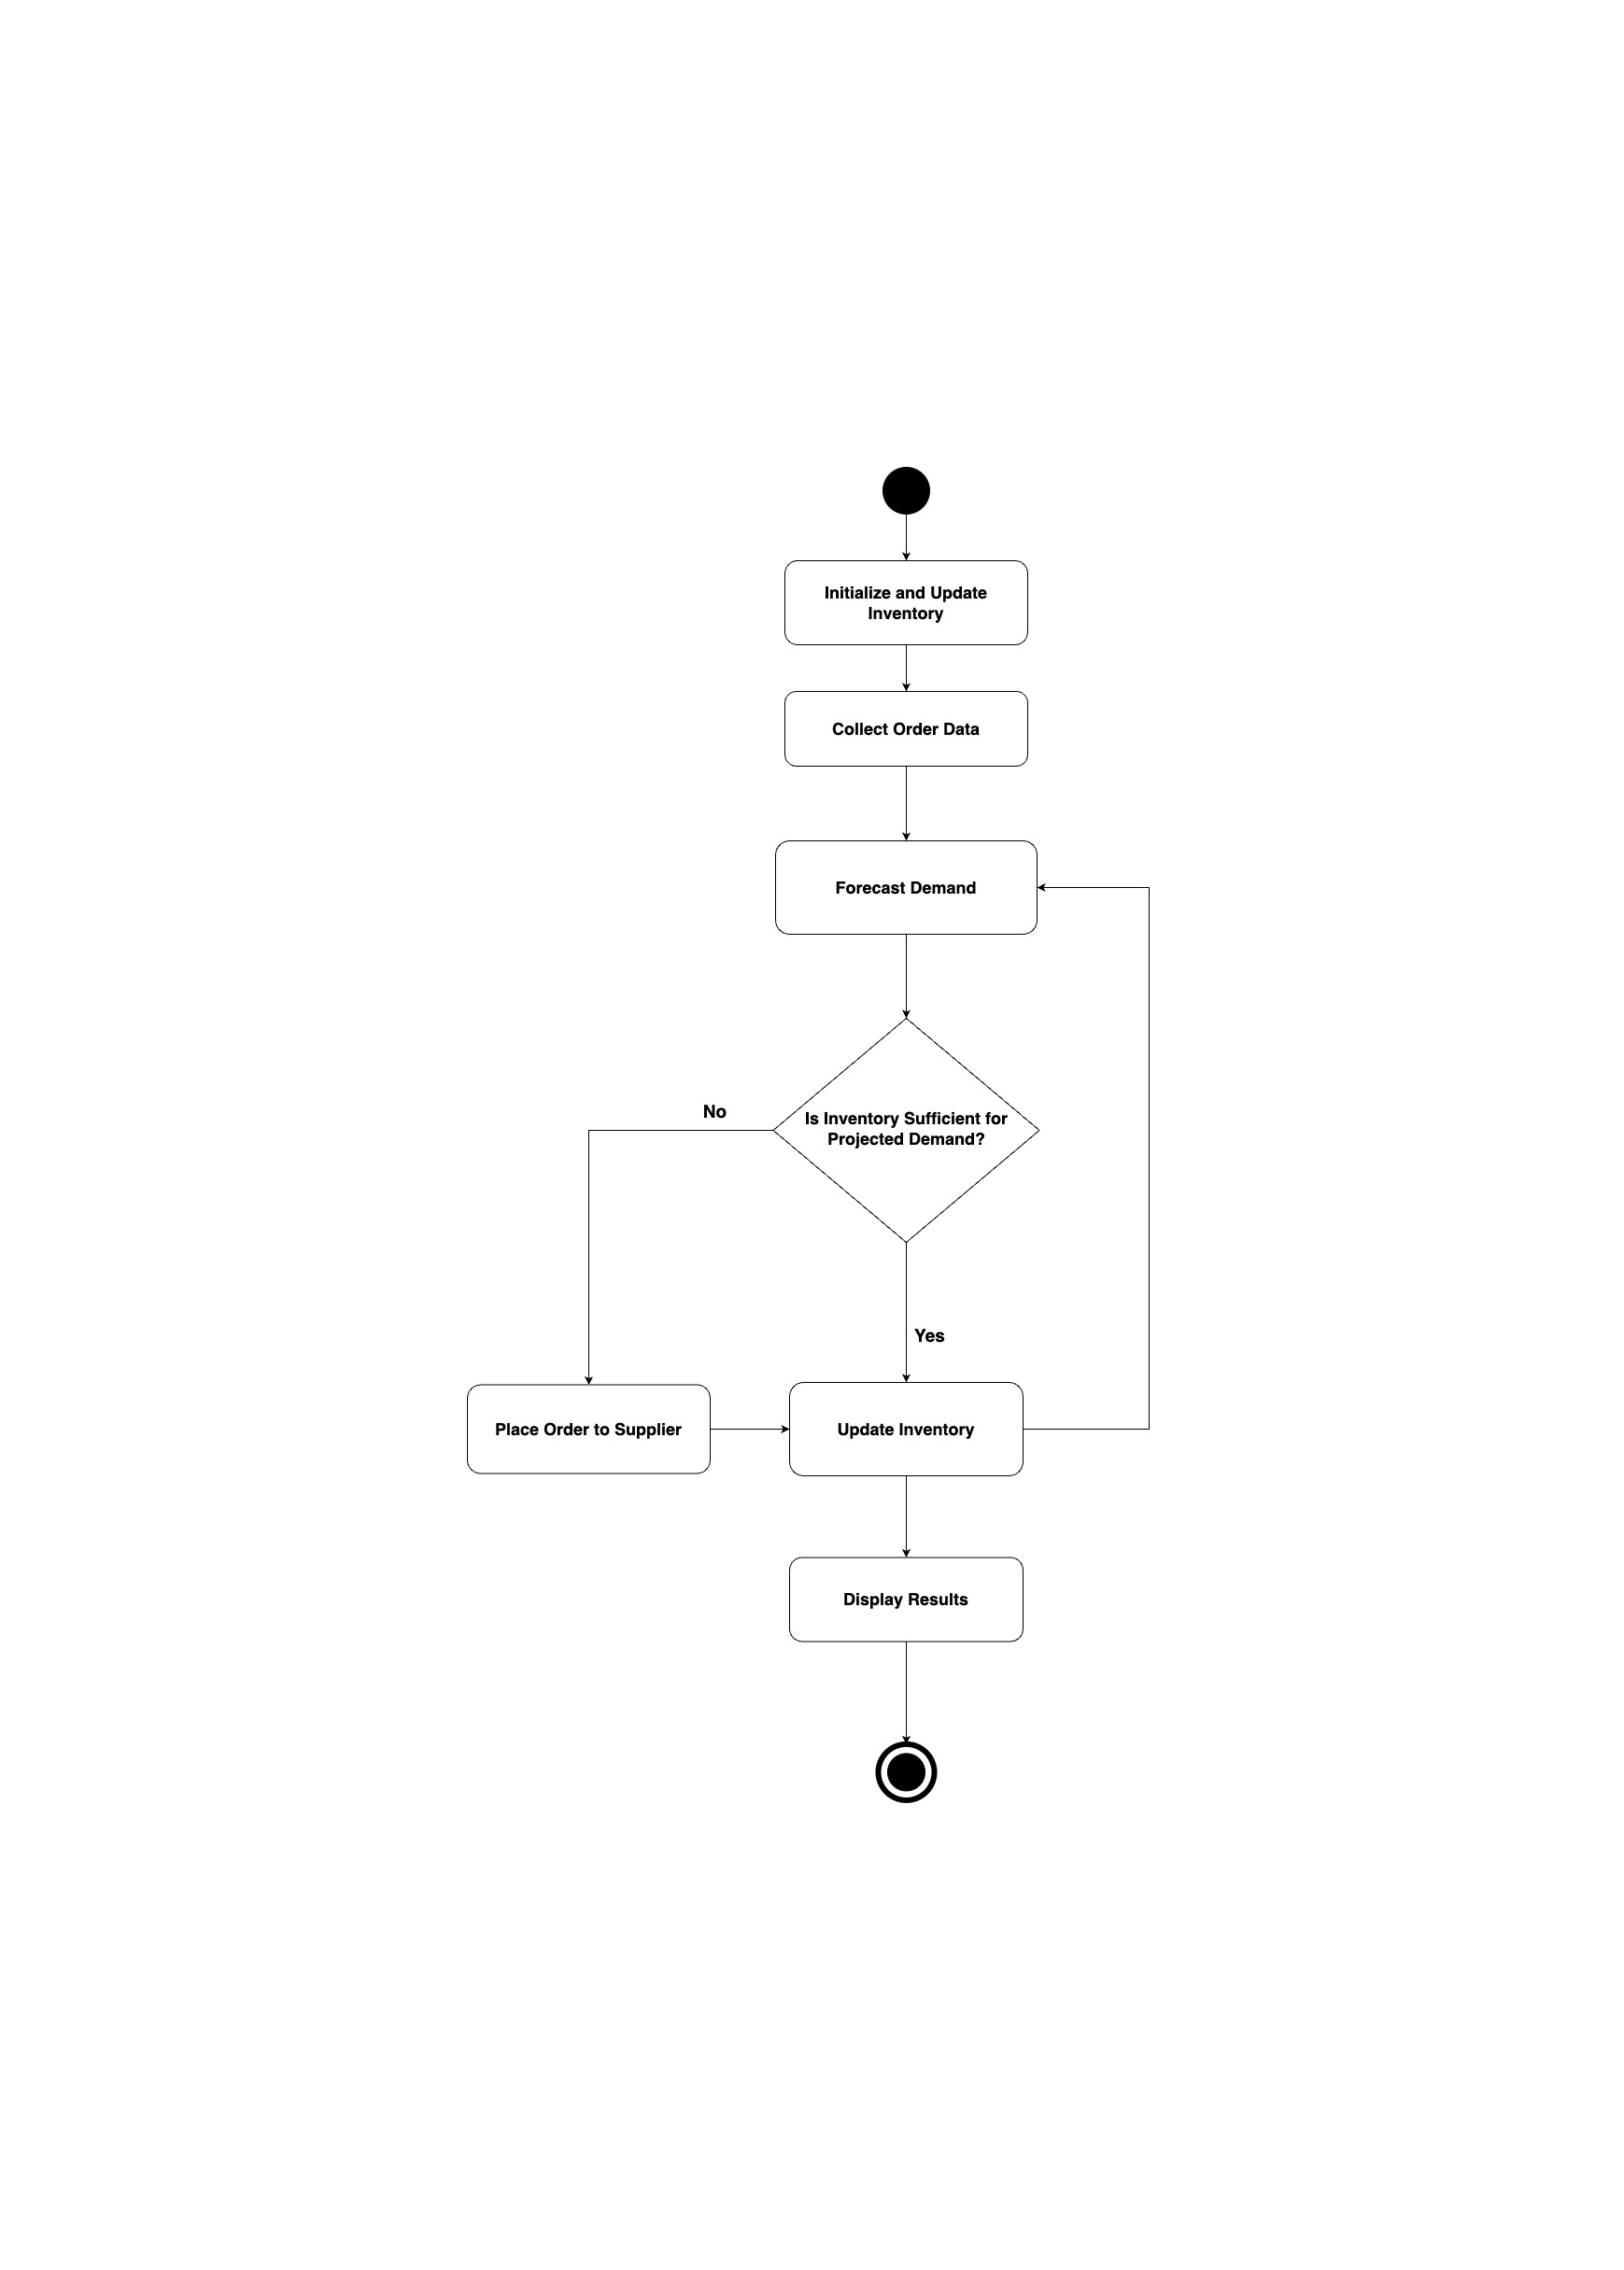 Initialize and Update
Inventory
Collect Order Data
Forecast Demand
Is Inventory Sufficient for
Projected Demand?
No
Yes
Place Order to Supplier
Update Inventory
Display Results